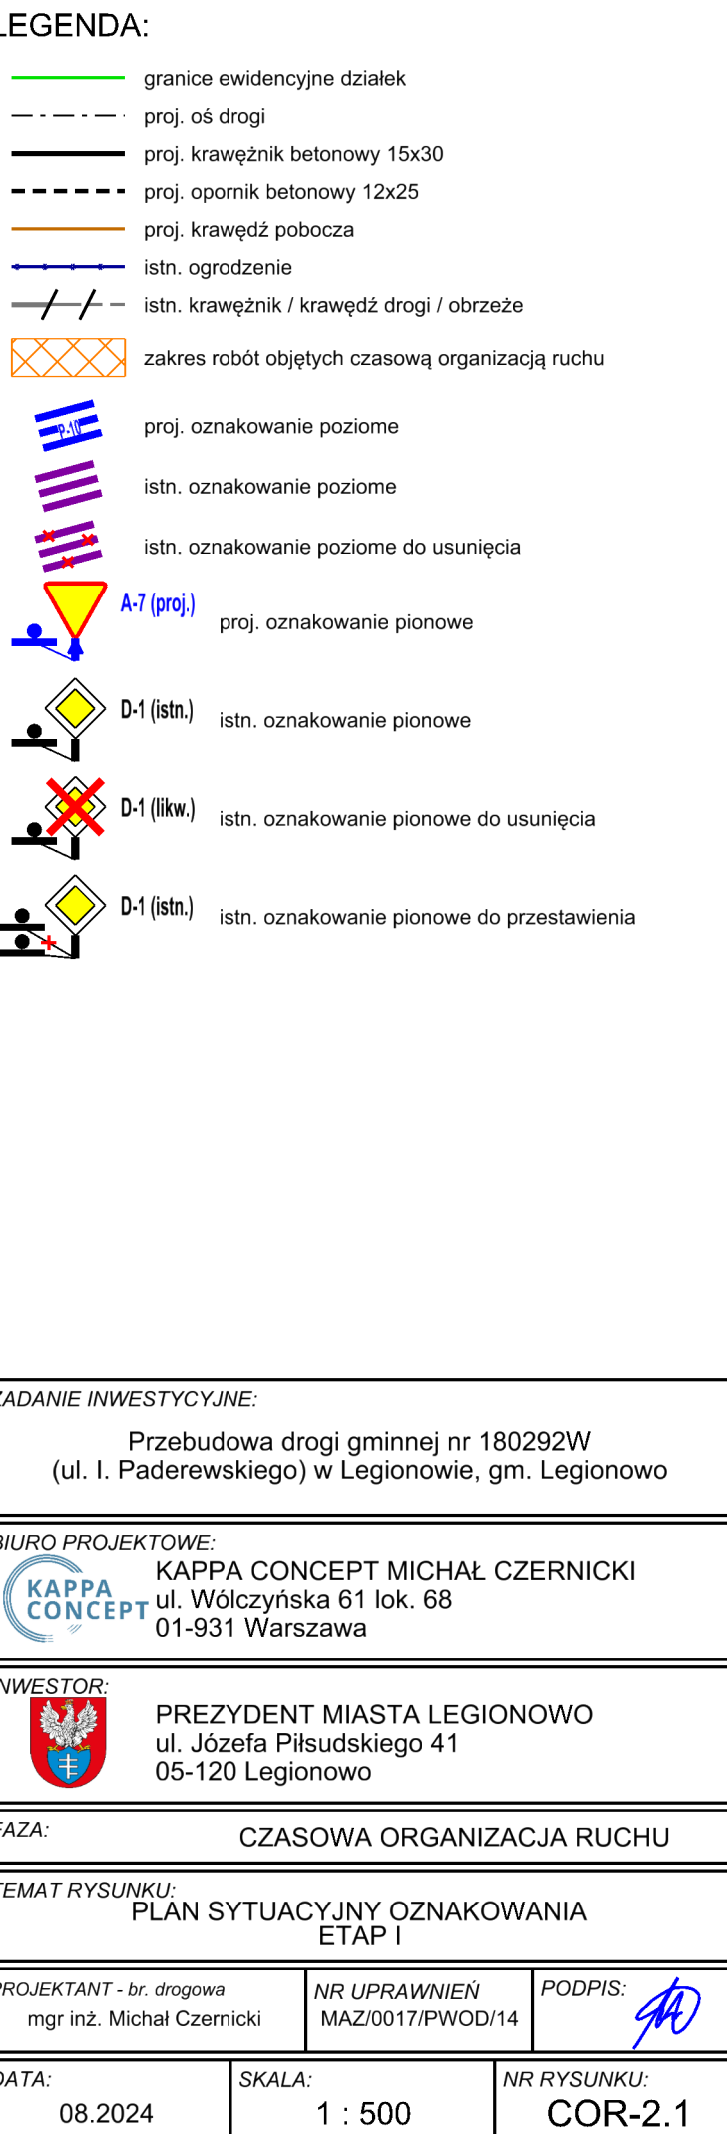 LEGENDA:
granice ewidencyjne działek
proj. oś drogi
proj. krawężnik betonowy 15x30
proj. opornik betonowy 12x25
proj. krawędź pobocza
istn. ogrodzenie
istn. krawężnik / krawędź drogi / obrzeże
zakres robót objętych czasową organizacją ruchu
P-10
proj. oznakowanie poziome
istn. oznakowanie poziome
istn. oznakowanie poziome do usunięcia
A-7 (proj.)
proj. oznakowanie pionowe
D-1 (istn.)
istn. oznakowanie pionowe
D-1 (likw.)
istn. oznakowanie pionowe do usunięcia
D-1 (istn.)
istn. oznakowanie pionowe do przestawienia
ZADANIE INWESTYCYJNE:
Przebudowa drogi gminnej nr 180292W
(ul. I. Paderewskiego) w Legionowie, gm. Legionowo
BIURO PROJEKTOWE:
KAPPA
CONCEPT
KAPPA CONCEPT MICHAŁ CZERNICKI
ul. Wólczyńska 61 lok. 68
01-931 Warszawa
INWESTOR:
PREZYDENT MIASTA LEGIONOWO
ul. Józefa Piłsudskiego 41
05-120 Legionowo
FAZA:
CZASOWA ORGANIZACJA RUCHU
TEMAT RYSUNKU:
PLAN SYTUACYJNY OZNAKOWANIA
ETAP I
PROJEKTANT - br. drogowa
mgr inż. Michał Czernicki
NR UPRAWNIEŃ
MAZ/0017/PWOD/14
PODPIS:
DATA:
08.2024
SKALA:
1 : 500
NR RYSUNKU:
COR-2.1